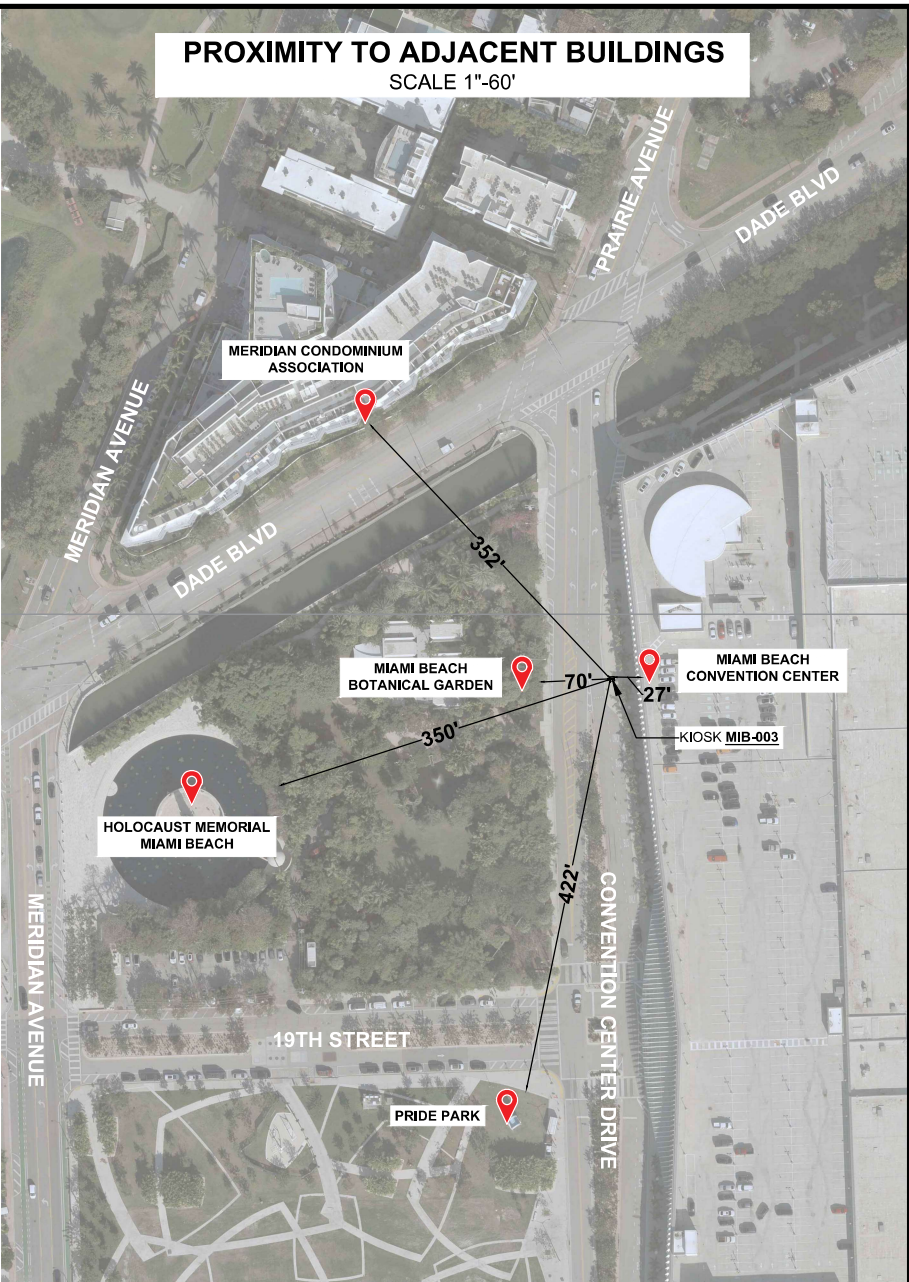 PROXIMITY TO ADJACENT BUILDINGS
SCALE 1"-60'
PRAIRIE AVENUE
DADE BLVD
MERIDIAN CONDOMINIUM
ASSOCIATION
MERIDIAN AVENUE
352'
DADE BLVD
MIAMI BEACH
BOTANICAL GARDEN
70'
MIAMI BEACH
CONVENTION CENTER
27'
350'
KIOSK MIB-003
HOLOCAUST MEMORIAL
MIAMI BEACH
422'
MERIDIAN AVENUE
CONVENTION CENTER DRIVE
19TH STREET
PRIDE PARK